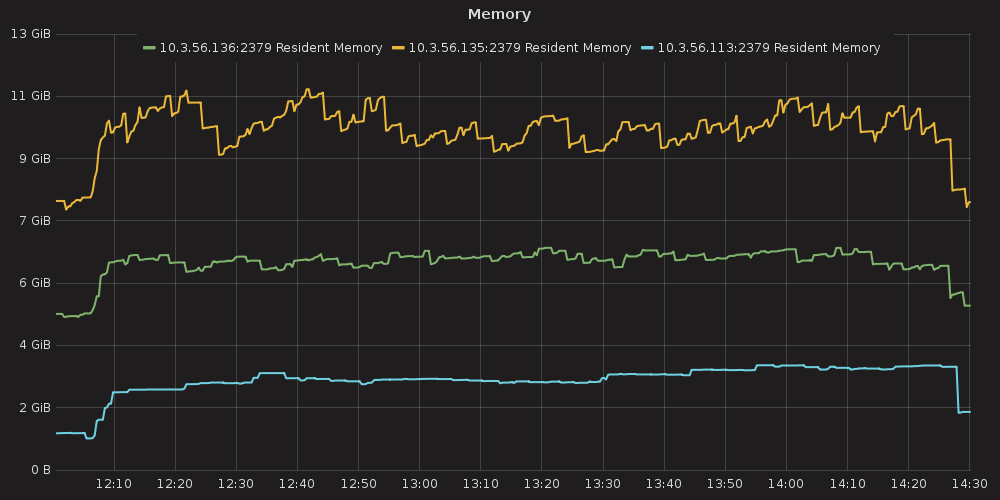 Memory
13 GiB
10.3.56.136:2379 Resident Memory 10.3.56.135:2379 Resident Memory 10.3.56.113:2379 Resident Memory
11 GiB
9 GiB
7 GiB
6 GiB
4 GiB
2 GiB
0 B
12:10 12:20 12:30 12:40 12:50 13:00 13:10 13:20 13:30 13:40 13:50 14:00 14:10 14:20 14:30